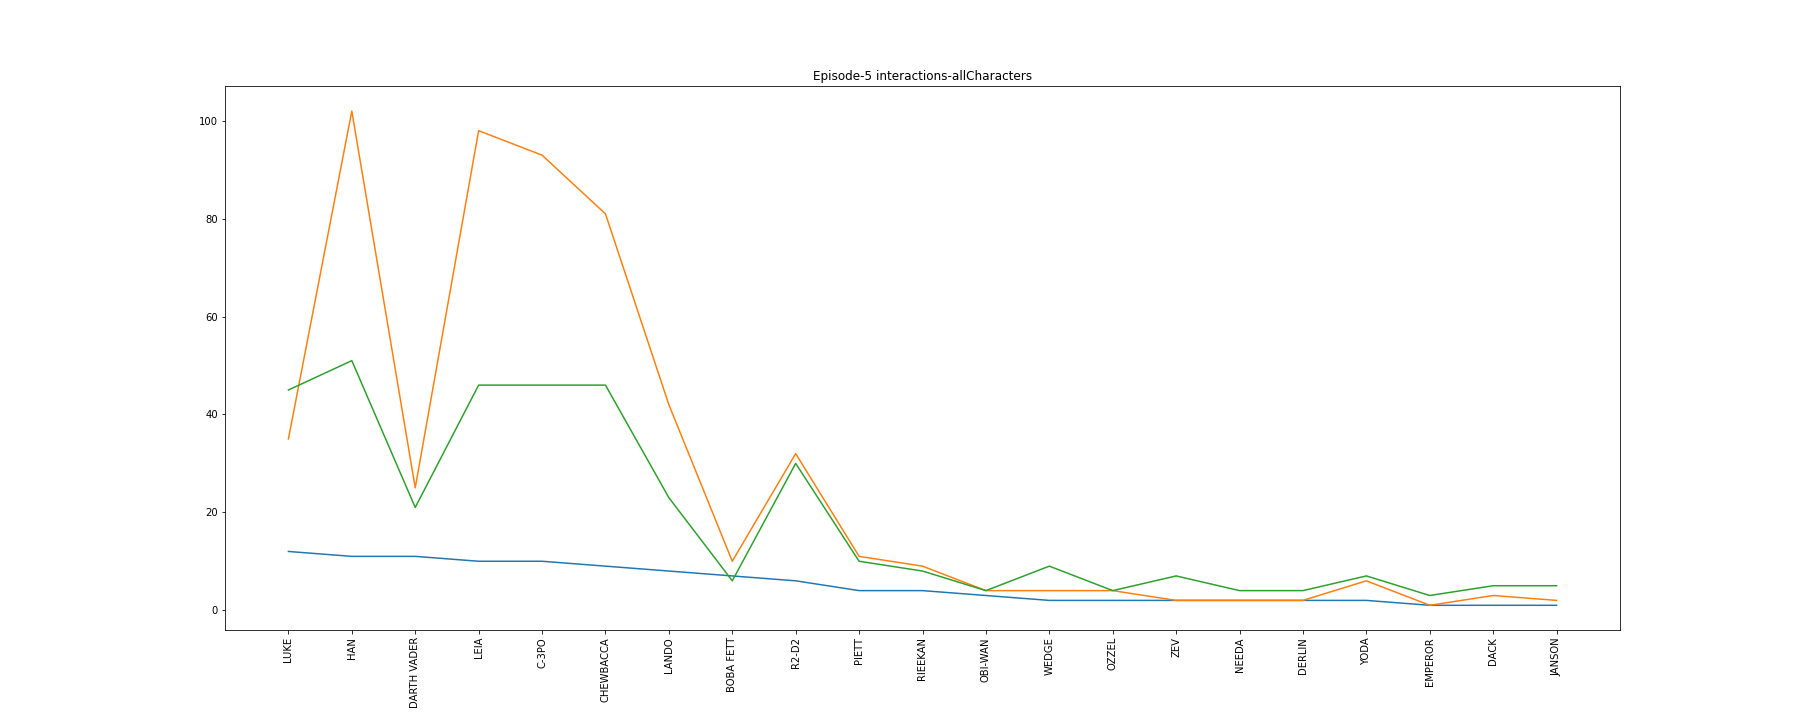 Episode-5 interactions-allCharacters
100
80
60
40
20
0
LUKE
HAN
DARTH VADER
LEIA
C-3PO
CHEWBACCA
LANDO
BOBA FETT
R2-D2
PIETT
RIEEKAN
OBI-WAN
WEDGE
OZZEL
ZEV
NEEDA
DERLIN
YODA
EMPEROR
DACK
JANSON